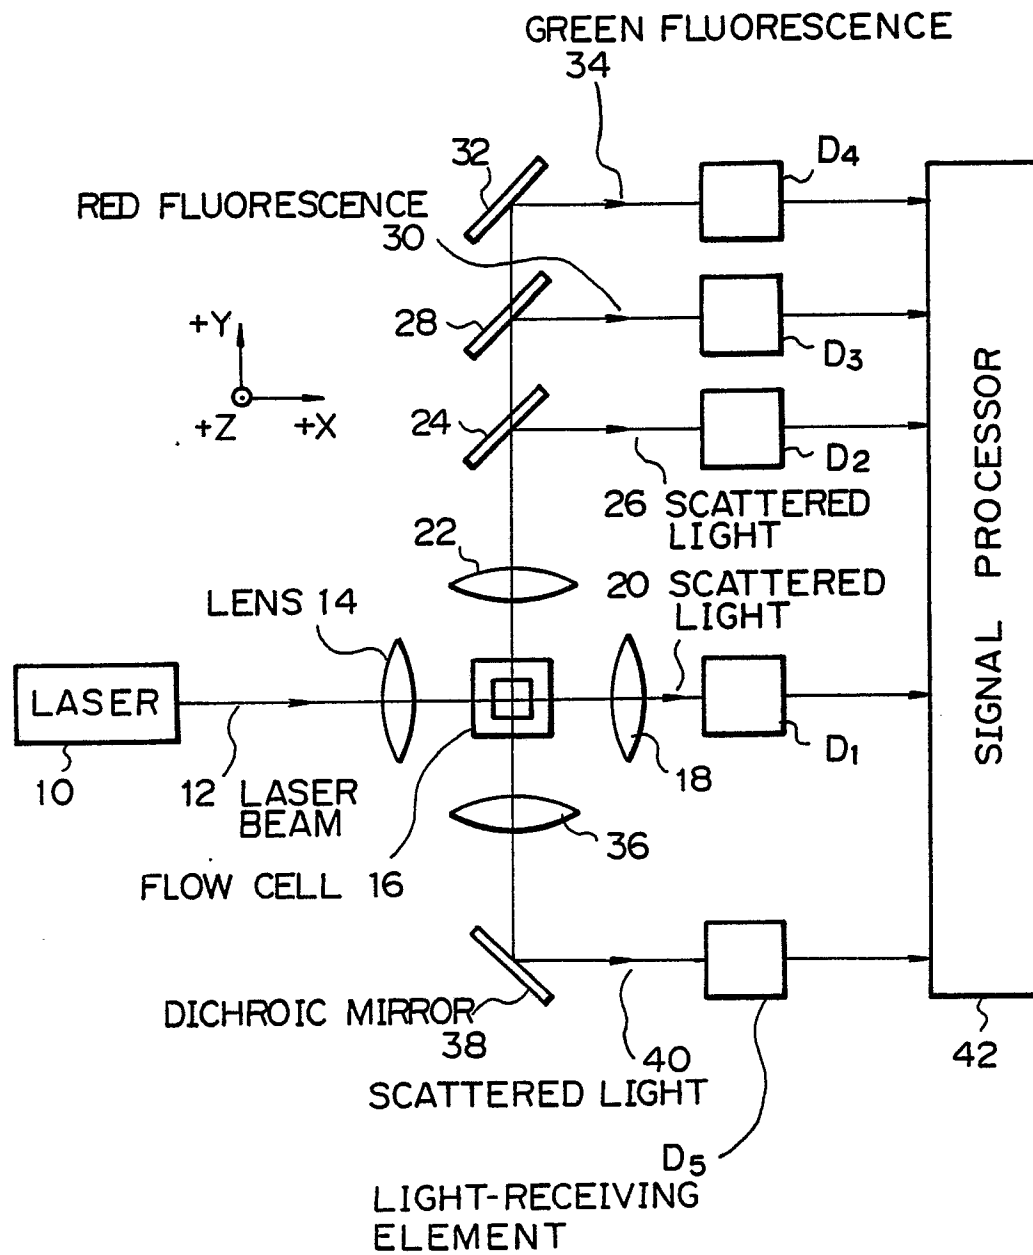 GREEN FLUORESCENCE
34
32
D4
RED FLUORESCENCE
30
+Y
28
D3
+Z
+X
24
D2
26 SCATTERED
LIGHT
22
20 SCATTERED
LIGHT
LENS 14
SIGNAL PROCESSOR
LASER
10
12 LASER
BEAM
18
D1
36
FLOW CELL 16
DICHROIC MIRROR
38
40
42
SCATTERED LIGHT
D5
LIGHT-RECEIVING
ELEMENT